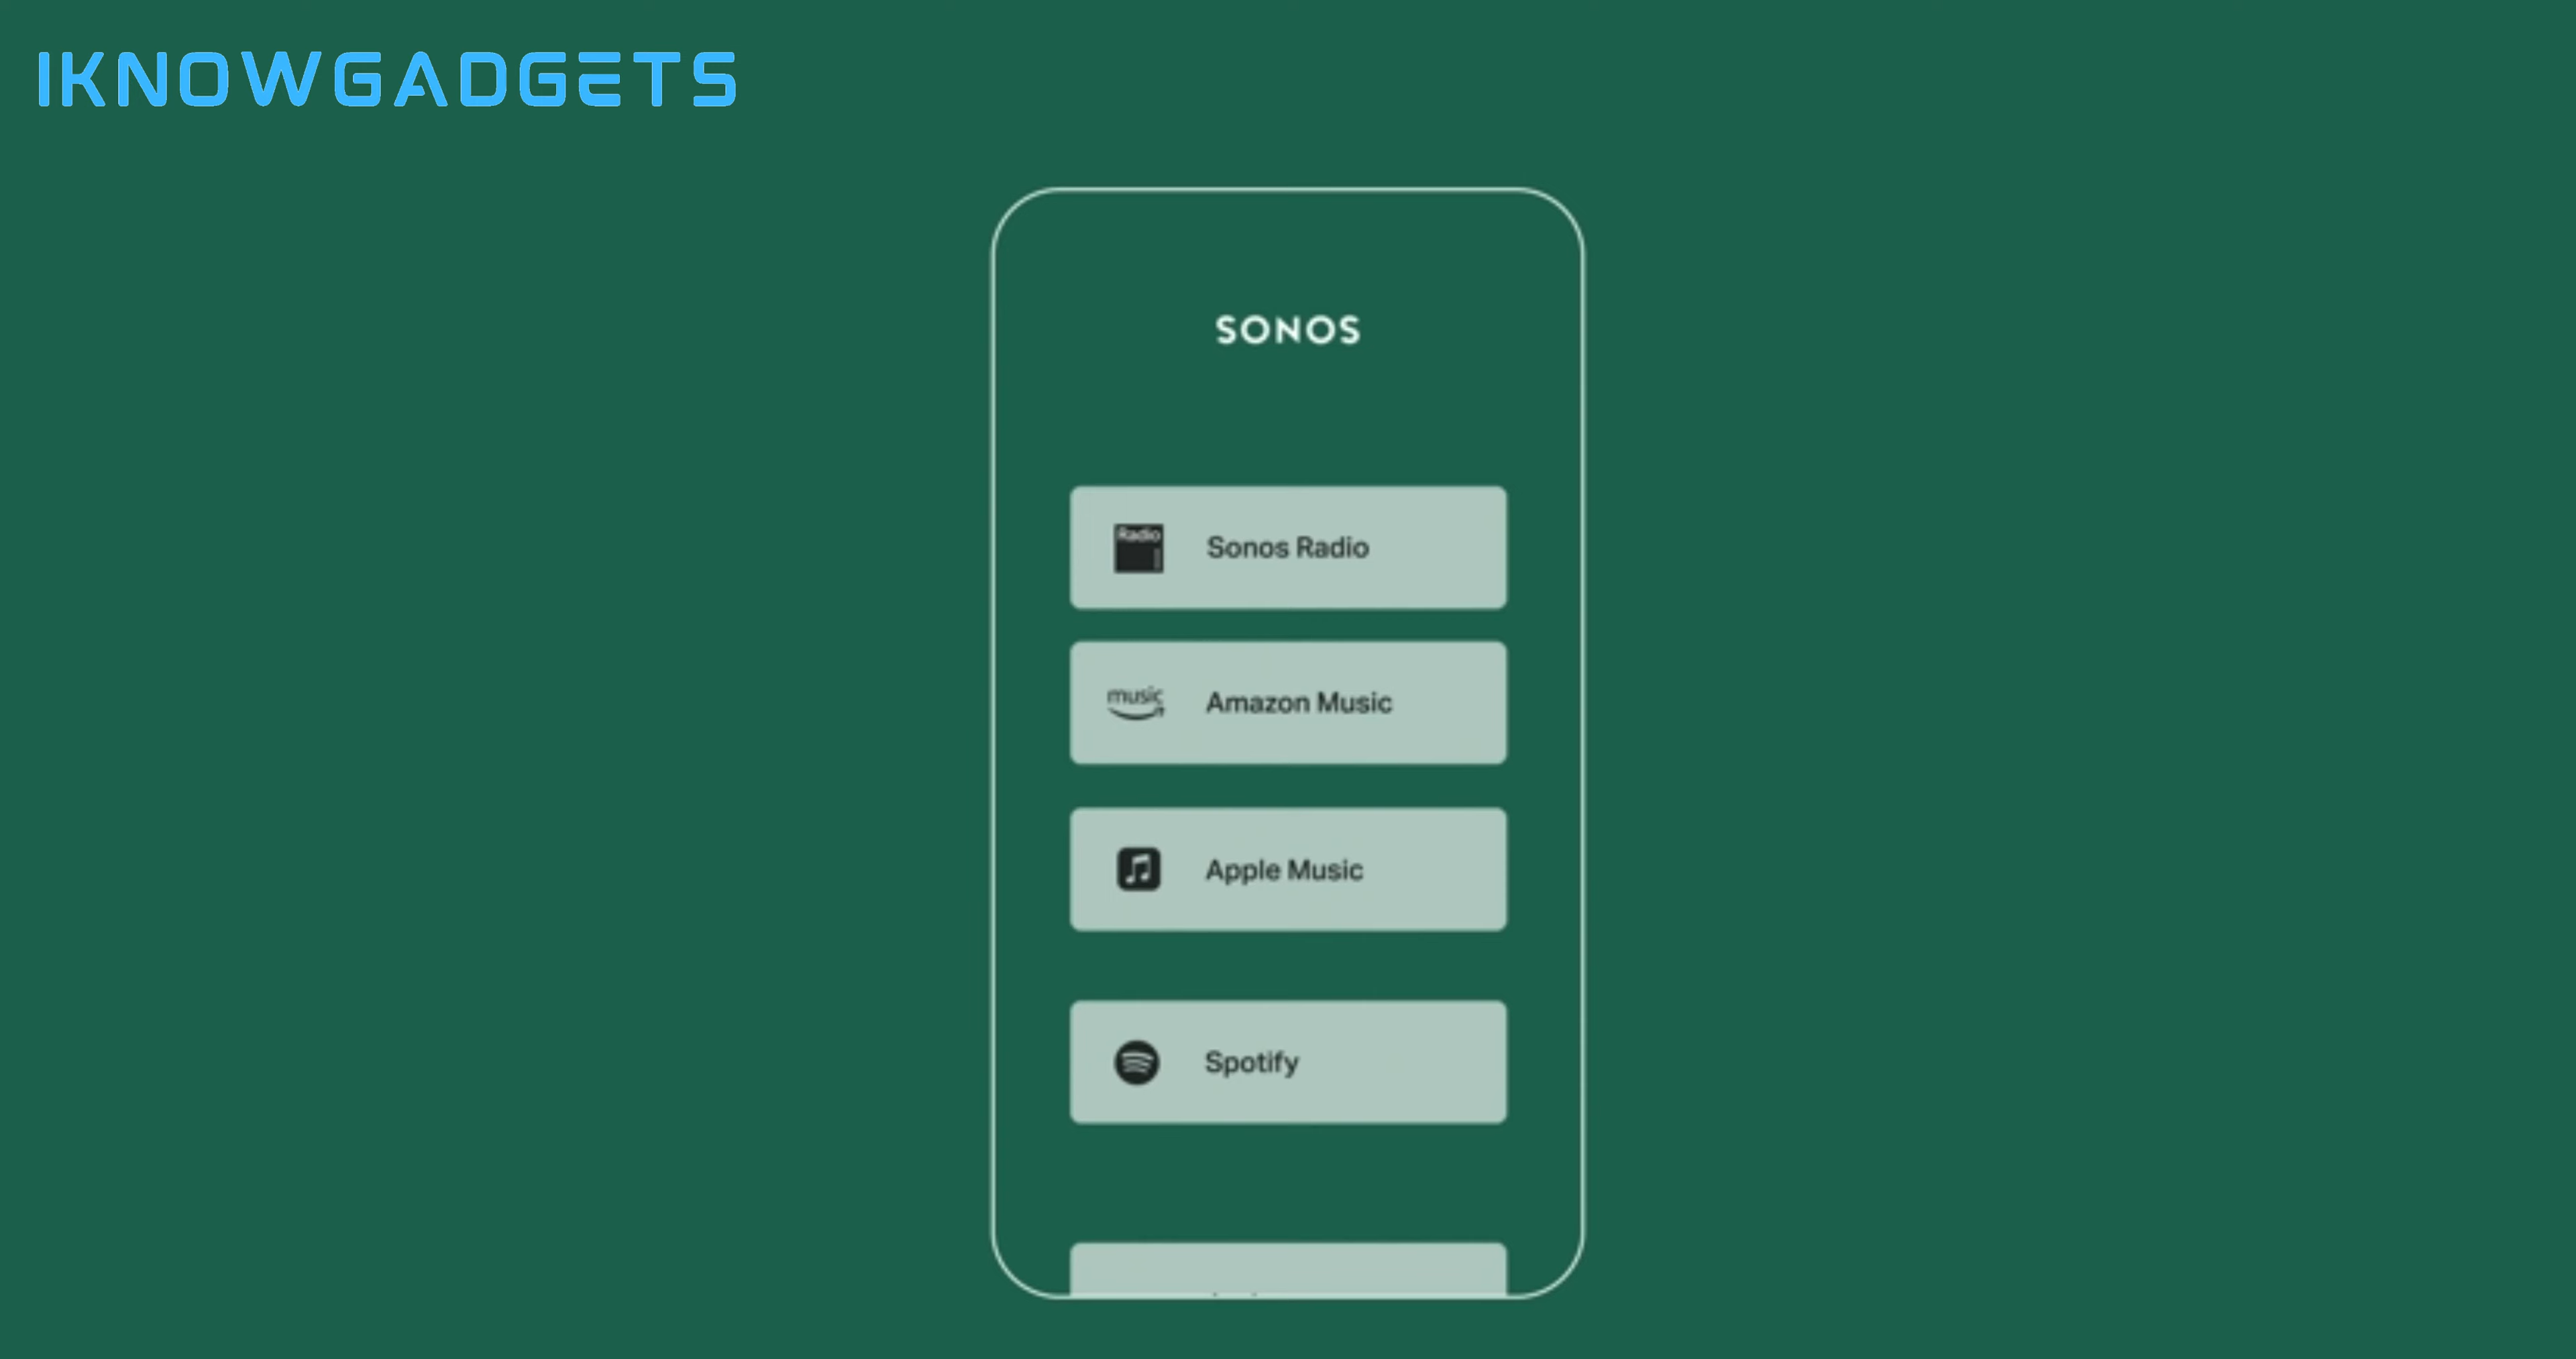 IKNOWGADGETS
SONOS
Radio
Sonos Radio
music
Amazon Music
Apple Music
Spotify